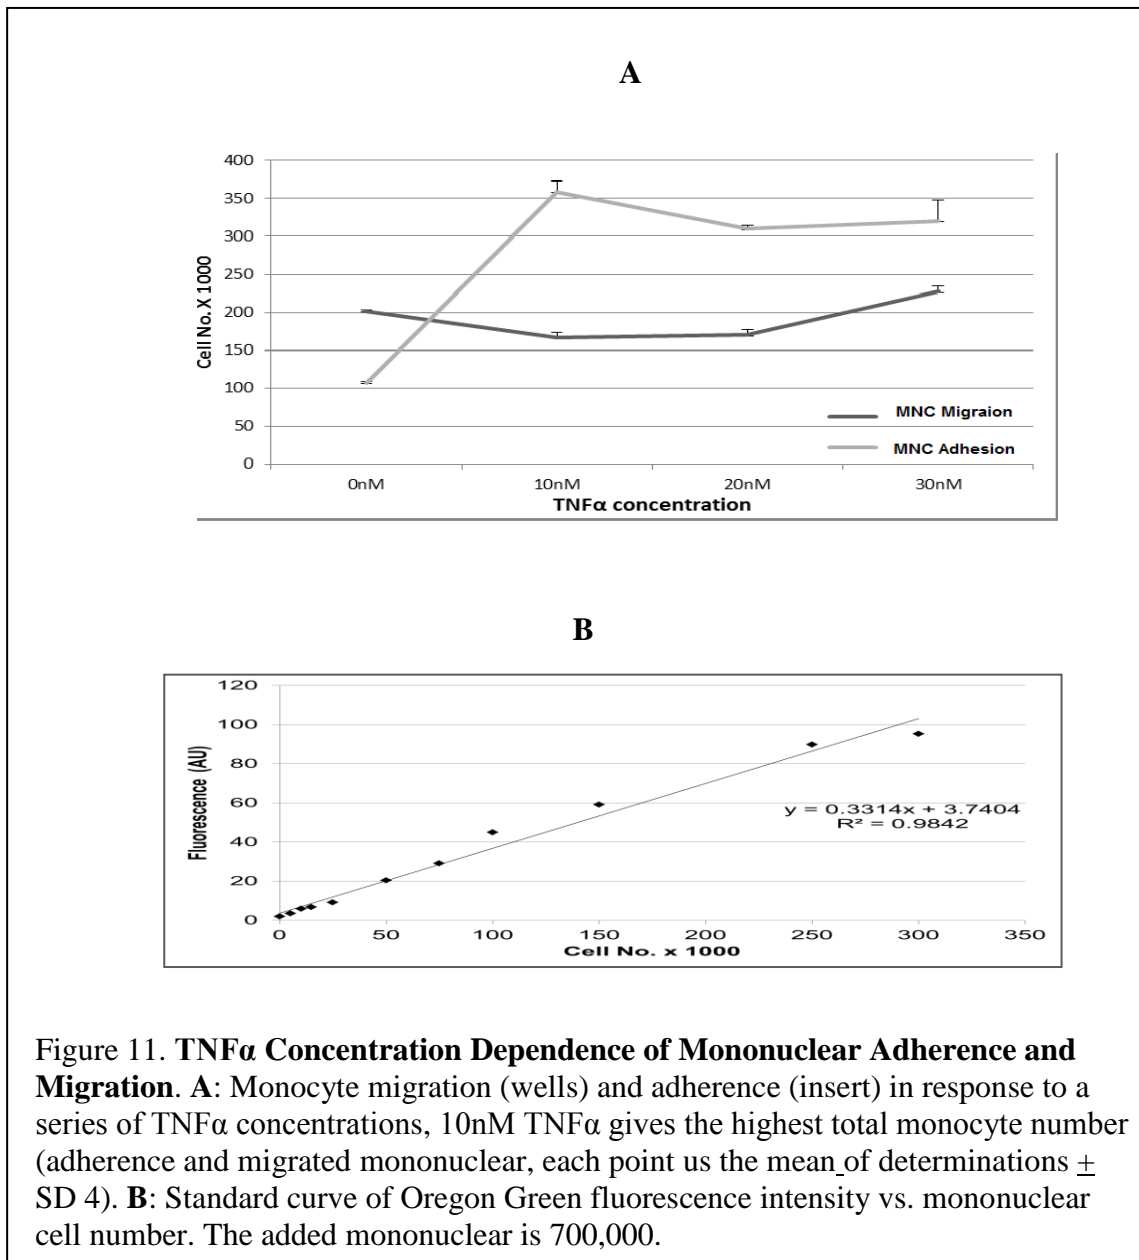 A
400
350
300
250
200
150
100
50
0
Cell No. X 1000
MNC Migraion
MNC Adhesion
0nM 10nM 20nM 30nM
TNFα concentration
B
120
100
80
60
40
20
0
Fluorescence (AU)
y = 0.3314x + 3.7404
R² = 0.9842
0 50 100 150 200 250 300 350
Cell No. x 1000
Figure 11. TNFα Concentration Dependence of Mononuclear Adherence and
Migration. A: Monocyte migration (wells) and adherence (insert) in response to a
series of TNFα concentrations, 10nM TNFα gives the highest total monocyte number
(adherence and migrated mononuclear, each point us the mean of determinations ±
SD 4). B: Standard curve of Oregon Green fluorescence intensity vs. mononuclear
cell number. The added mononuclear is 700,000.